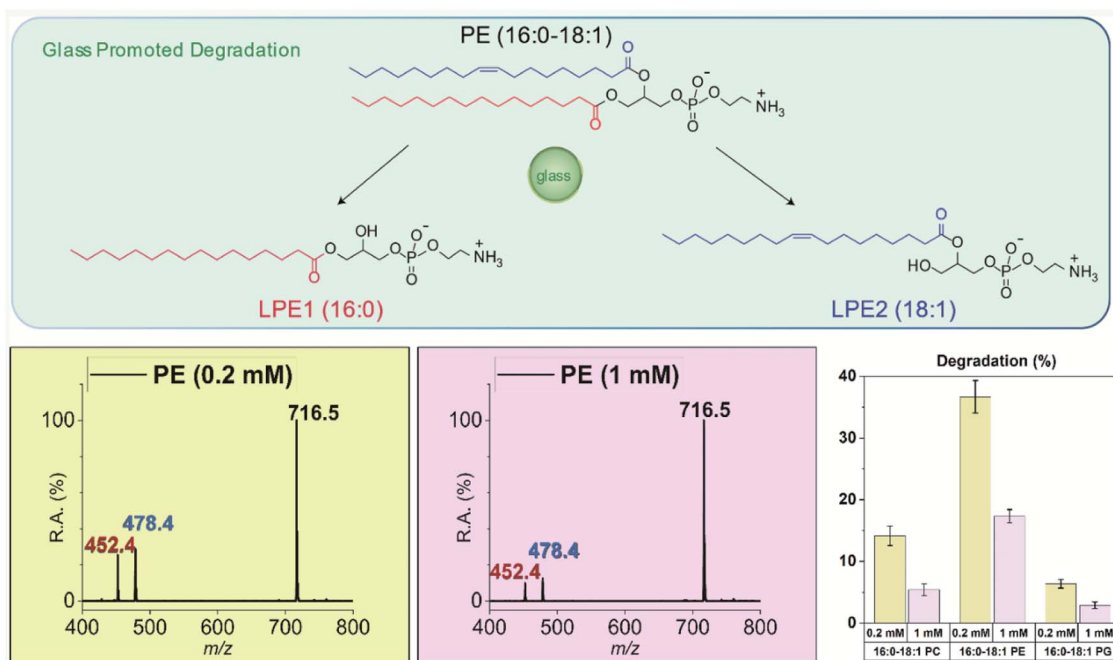 Glass Promoted Degradation
PE (16:0-18:1)
O
O
O
O
O
O
P
O⁻
O
O
NH₃
+
glass
O
O
OH
O
P
O⁻
O
O
NH₃
+
LPE1 (16:0)
O
O
HO
O
P
O⁻
O
O
NH₃
+
LPE2 (18:1)
PE (0.2 mM)
R.A. (%)
100
0
716.5
478.4
452.4
400 500 600 700 800
m/z
PE (1 mM)
R.A. (%)
100
0
716.5
478.4
452.4
400 500 600 700 800
m/z
Degradation (%)
40
30
20
10
0
0.2 mM 1 mM 0.2 mM 1 mM 0.2 mM 1 mM
16:0-18:1 PC 16:0-18:1 PE 16:0-18:1 PG